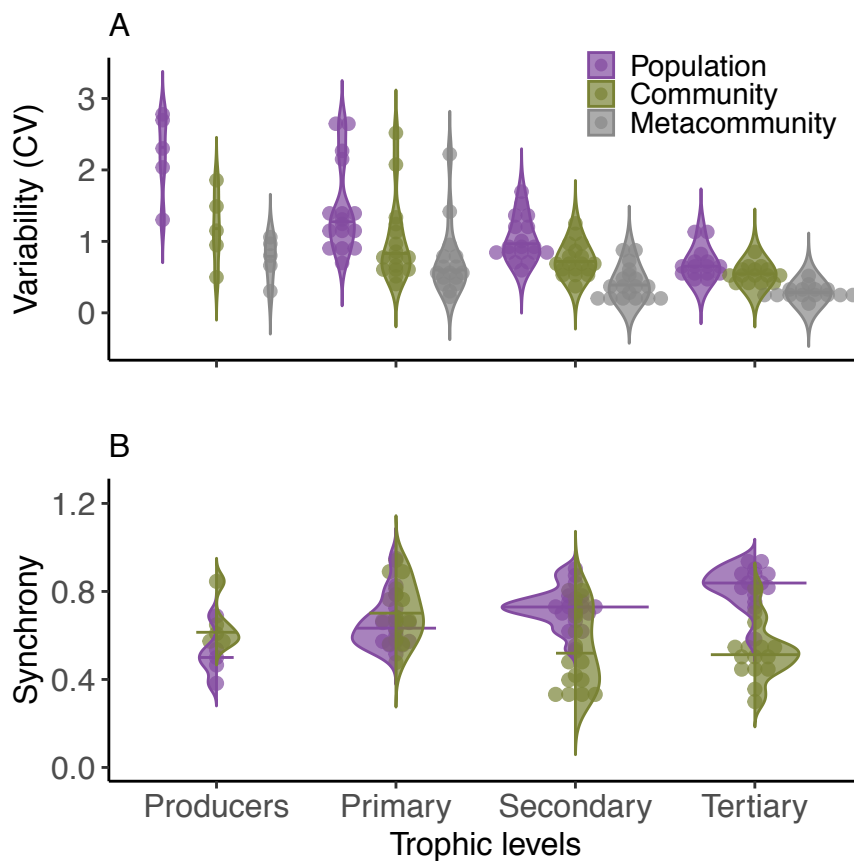 A
Population
Community
Metacommunity
Variability (CV)
3
2
1
0
B
Synchrony
1.2
0.8
0.4
0.0
Producers Primary Secondary Tertiary
Trophic levels